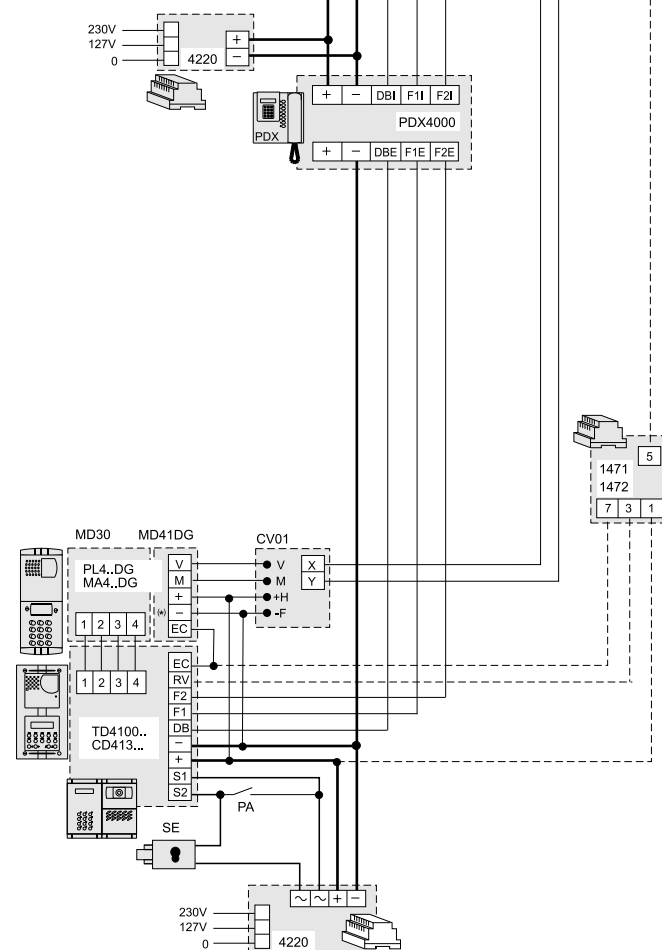 230V
127V
0
+
−
4220
+ − DBI F1I F2I
PDX
PDX4000
+ − DBE F1E F2E
5
1471
1472
7 3 1
MD30
MD41DG
CV01
PL4..DG
MA4..DG
V
M
+
−
EC
(*)
V
M
+H
-F
X
Y
1 2 3 4
1 2 3 4
EC
RV
F2
F1
DB
−
+
S1
S2
TD4100..
CD413...
PA
SE
~ ~ + −
230V
127V
0
4220